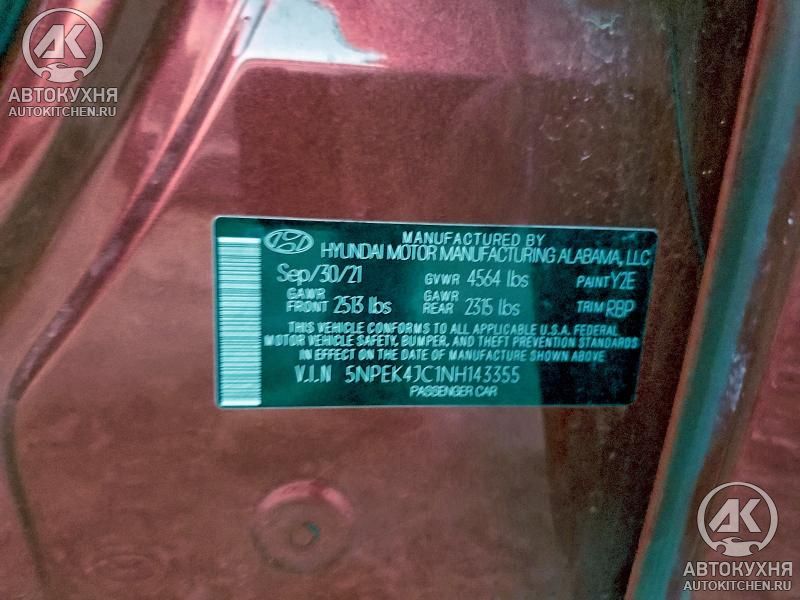 АК
АВТОКУХНЯ
AUTOKITCHEN.RU
MANUFACTURED BY
HYUNDAI MOTOR MANUFACTURING ALABAMA, LLC
Sep/30/21 GVWR 4564 lbs PAINT Y2E
GAWR FRONT 2513 lbs GAWR REAR 2315 lbs TRIM RBP
THIS VEHICLE CONFORMS TO ALL APPLICABLE U.S.A. FEDERAL
MOTOR VEHICLE SAFETY, BUMPER, AND THEFT PREVENTION STANDARDS
IN EFFECT ON THE DATE OF MANUFACTURE SHOWN ABOVE.
V.I.N 5NPEK4JC1NH143355
PASSENGER CAR
АК
АВТОКУХНЯ
AUTOKITCHEN.RU